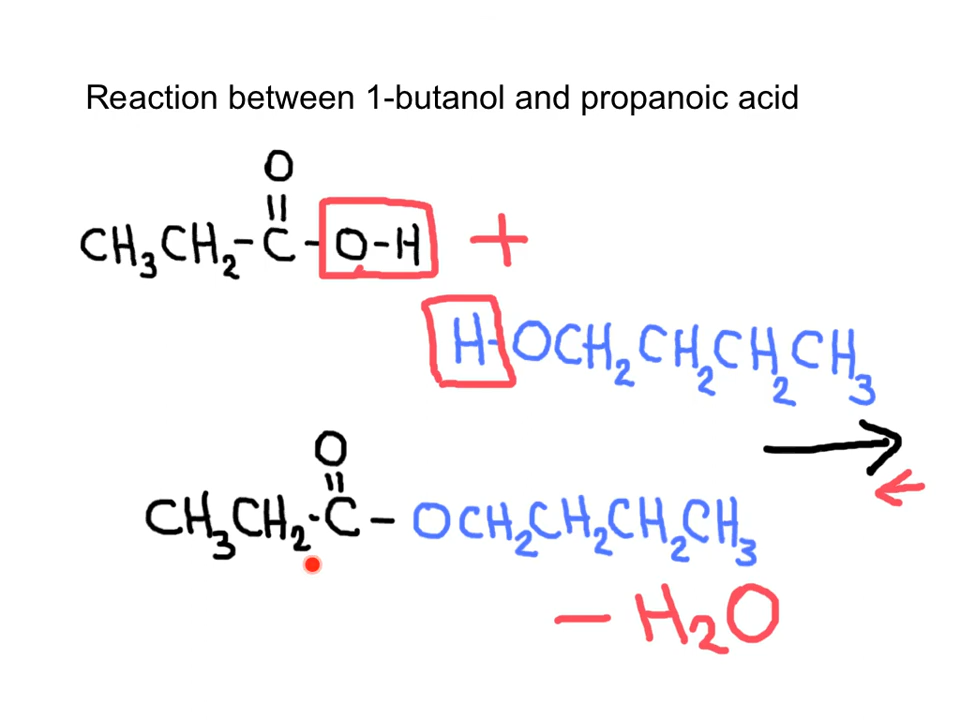 Reaction between 1-butanol and propanoic acid
O
||
CH₃CH₂-C-O-H +
H-OCH₂CH₂CH₂CH₃
O
||
CH₃CH₂·C-OCH₂CH₂CH₂CH₃
- H₂O